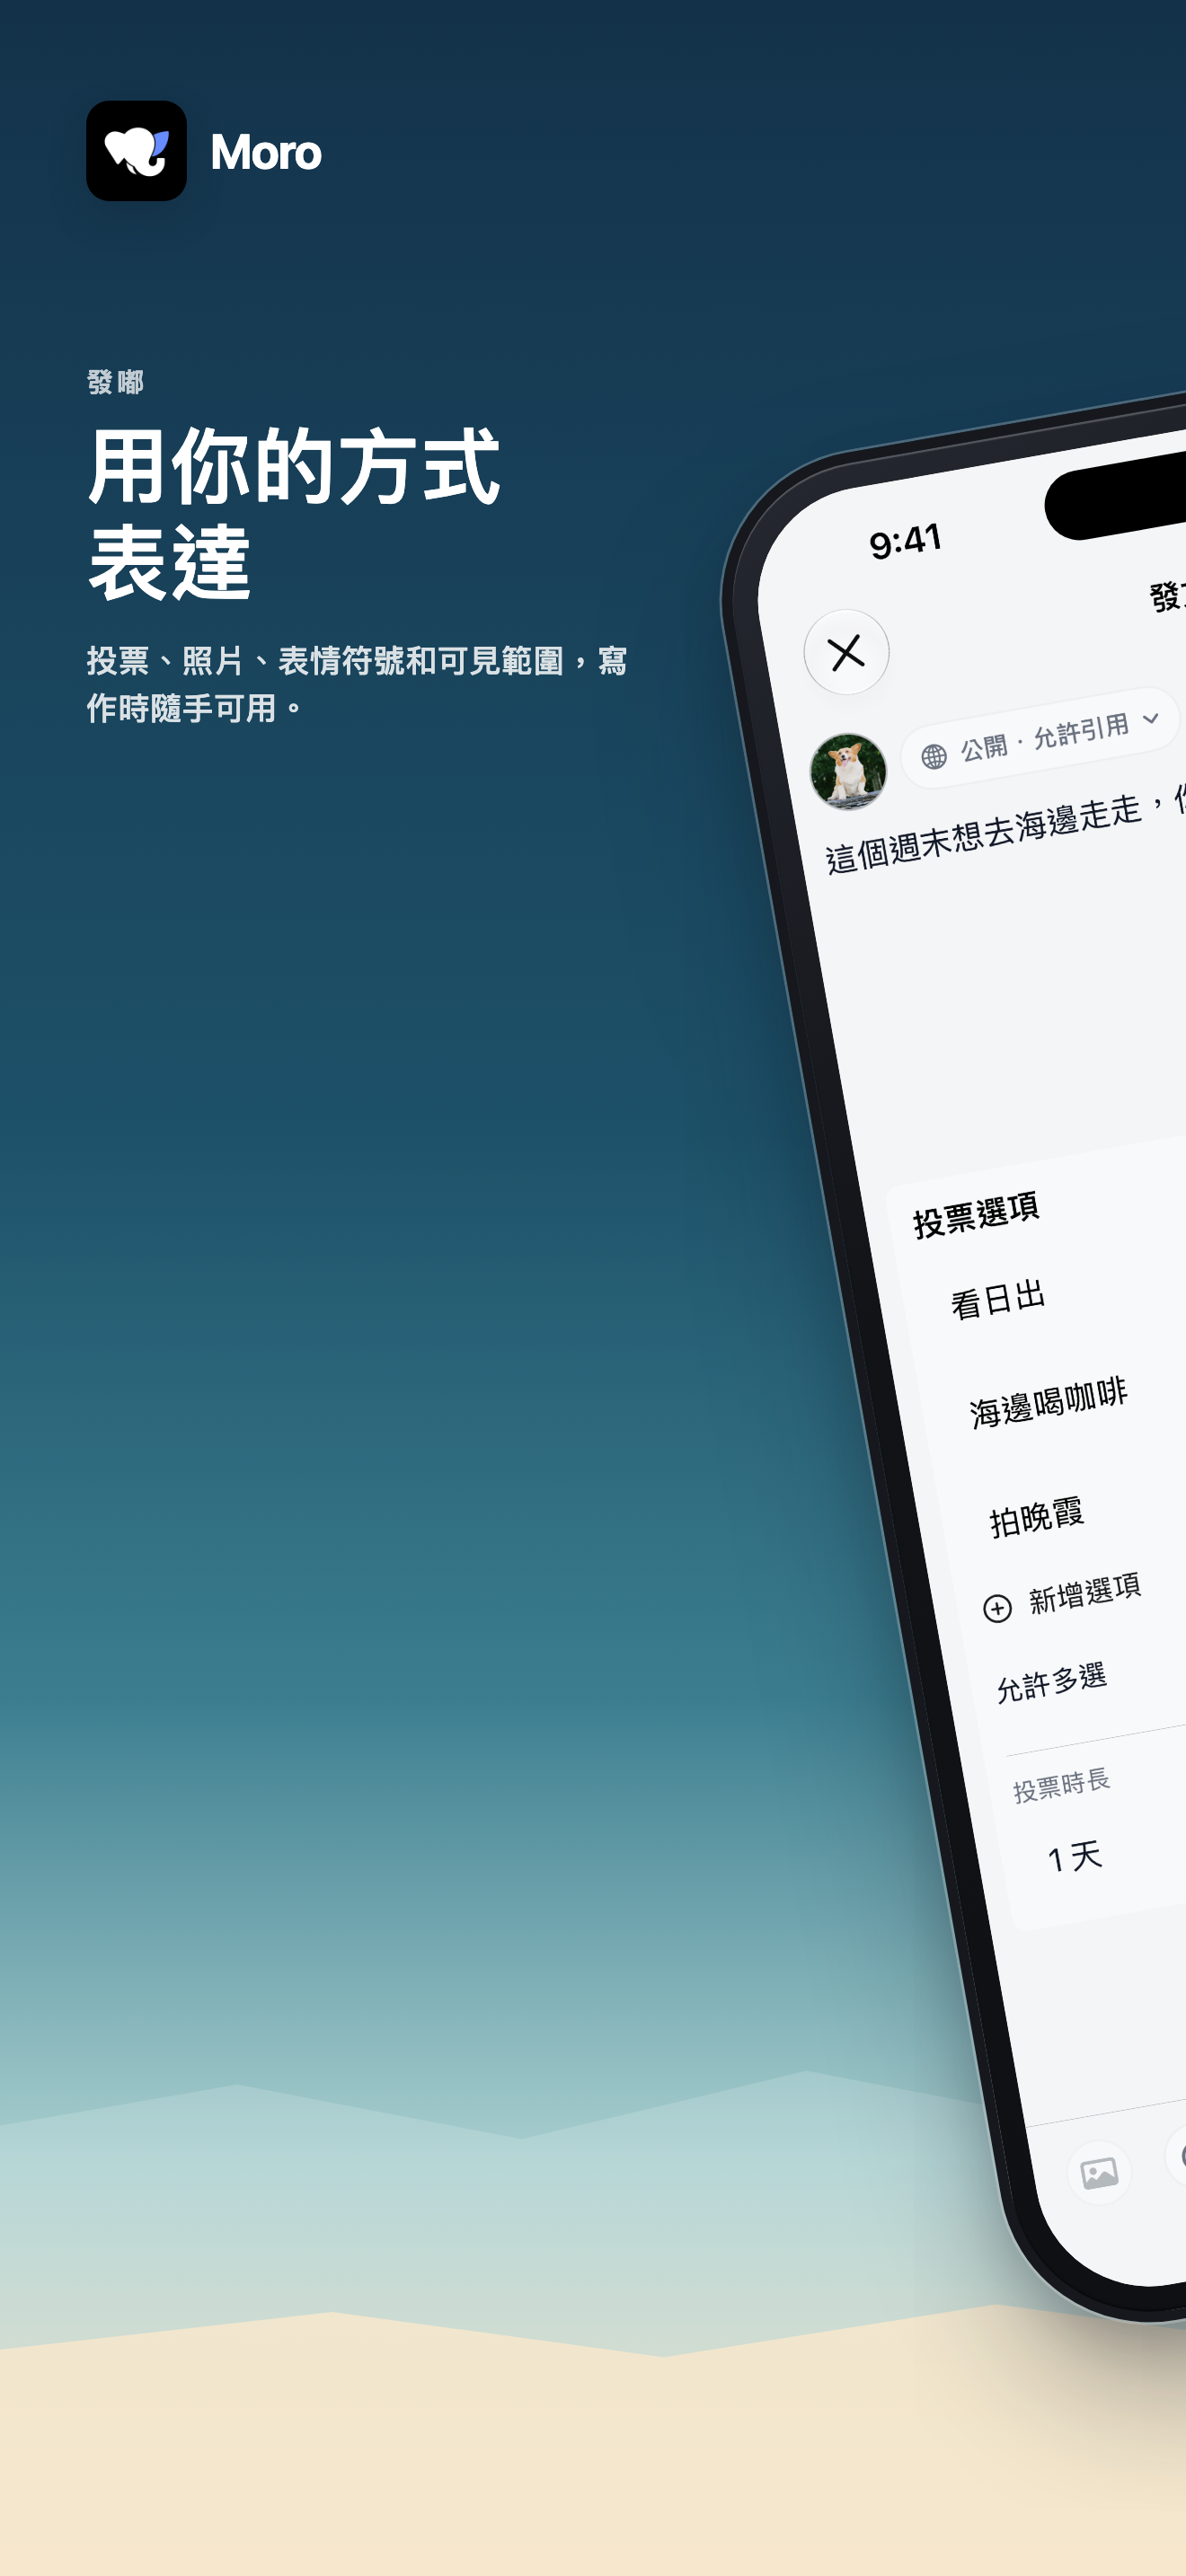 Moro
發嘟
用你的方式
表達
投票、照片、表情符號和可見範圍，寫
作時隨手可用。
9:41
發
公開 · 允許引用
這個週末想去海邊走走，
投票選項
看日出
海邊喝咖啡
拍晚霞
新增選項
允許多選
投票時長
1 天